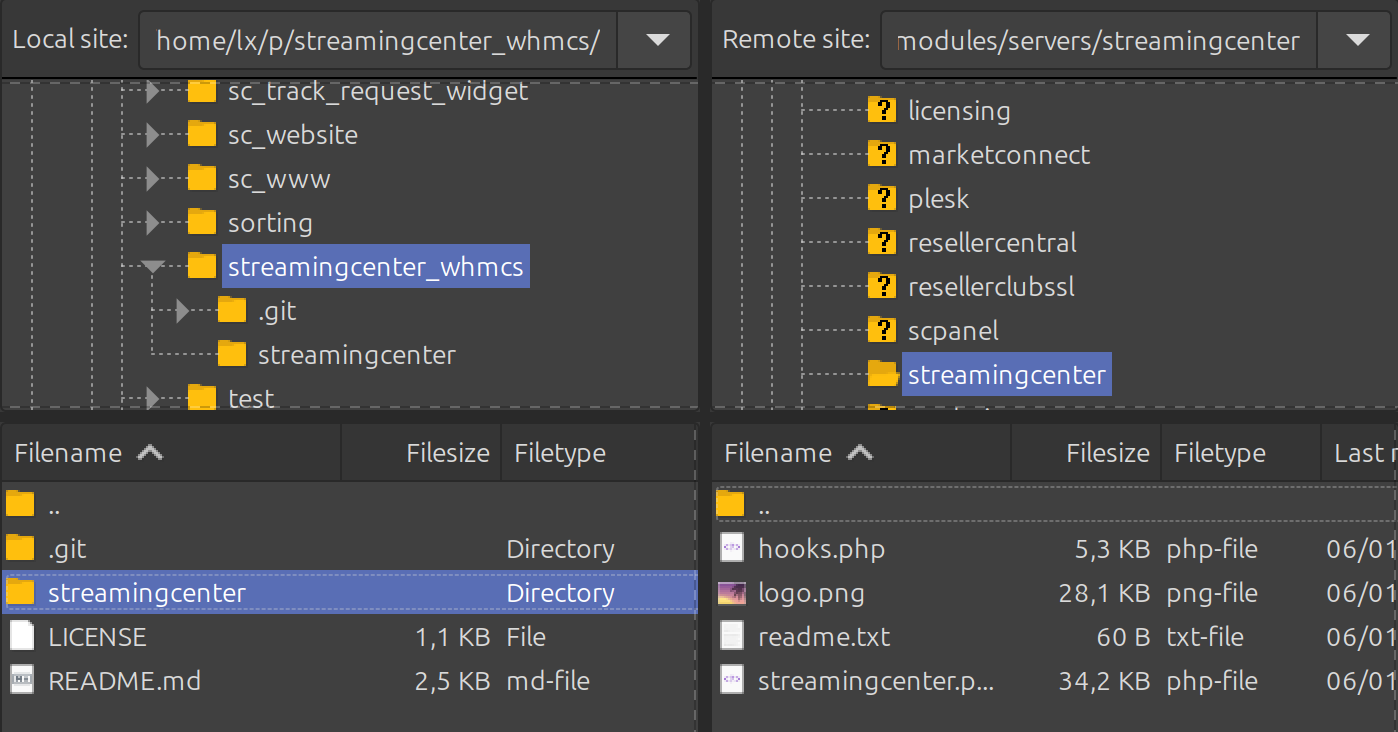 Local site: home/lx/p/streamingcenter_whmcs/
sc_track_request_widget
sc_website
sc_www
sorting
streamingcenter_whmcs
.git
streamingcenter
test
Remote site: modules/servers/streamingcenter
licensing
marketconnect
plesk
resellercentral
resellerclubssl
scpanel
streamingcenter
Filename Filesize Filetype
..
.git Directory
streamingcenter Directory
LICENSE 1,1 KB File
README.md 2,5 KB md-file
Filename Filesize Filetype Last
..
hooks.php 5,3 KB php-file 06/01
logo.png 28,1 KB png-file 06/01
readme.txt 60 B txt-file 06/01
streamingcenter.p... 34,2 KB php-file 06/01